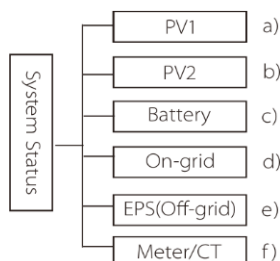 System Status
PV1 a)
PV2 b)
Battery c)
On-grid d)
EPS(Off-grid) e)
Meter/CT f)